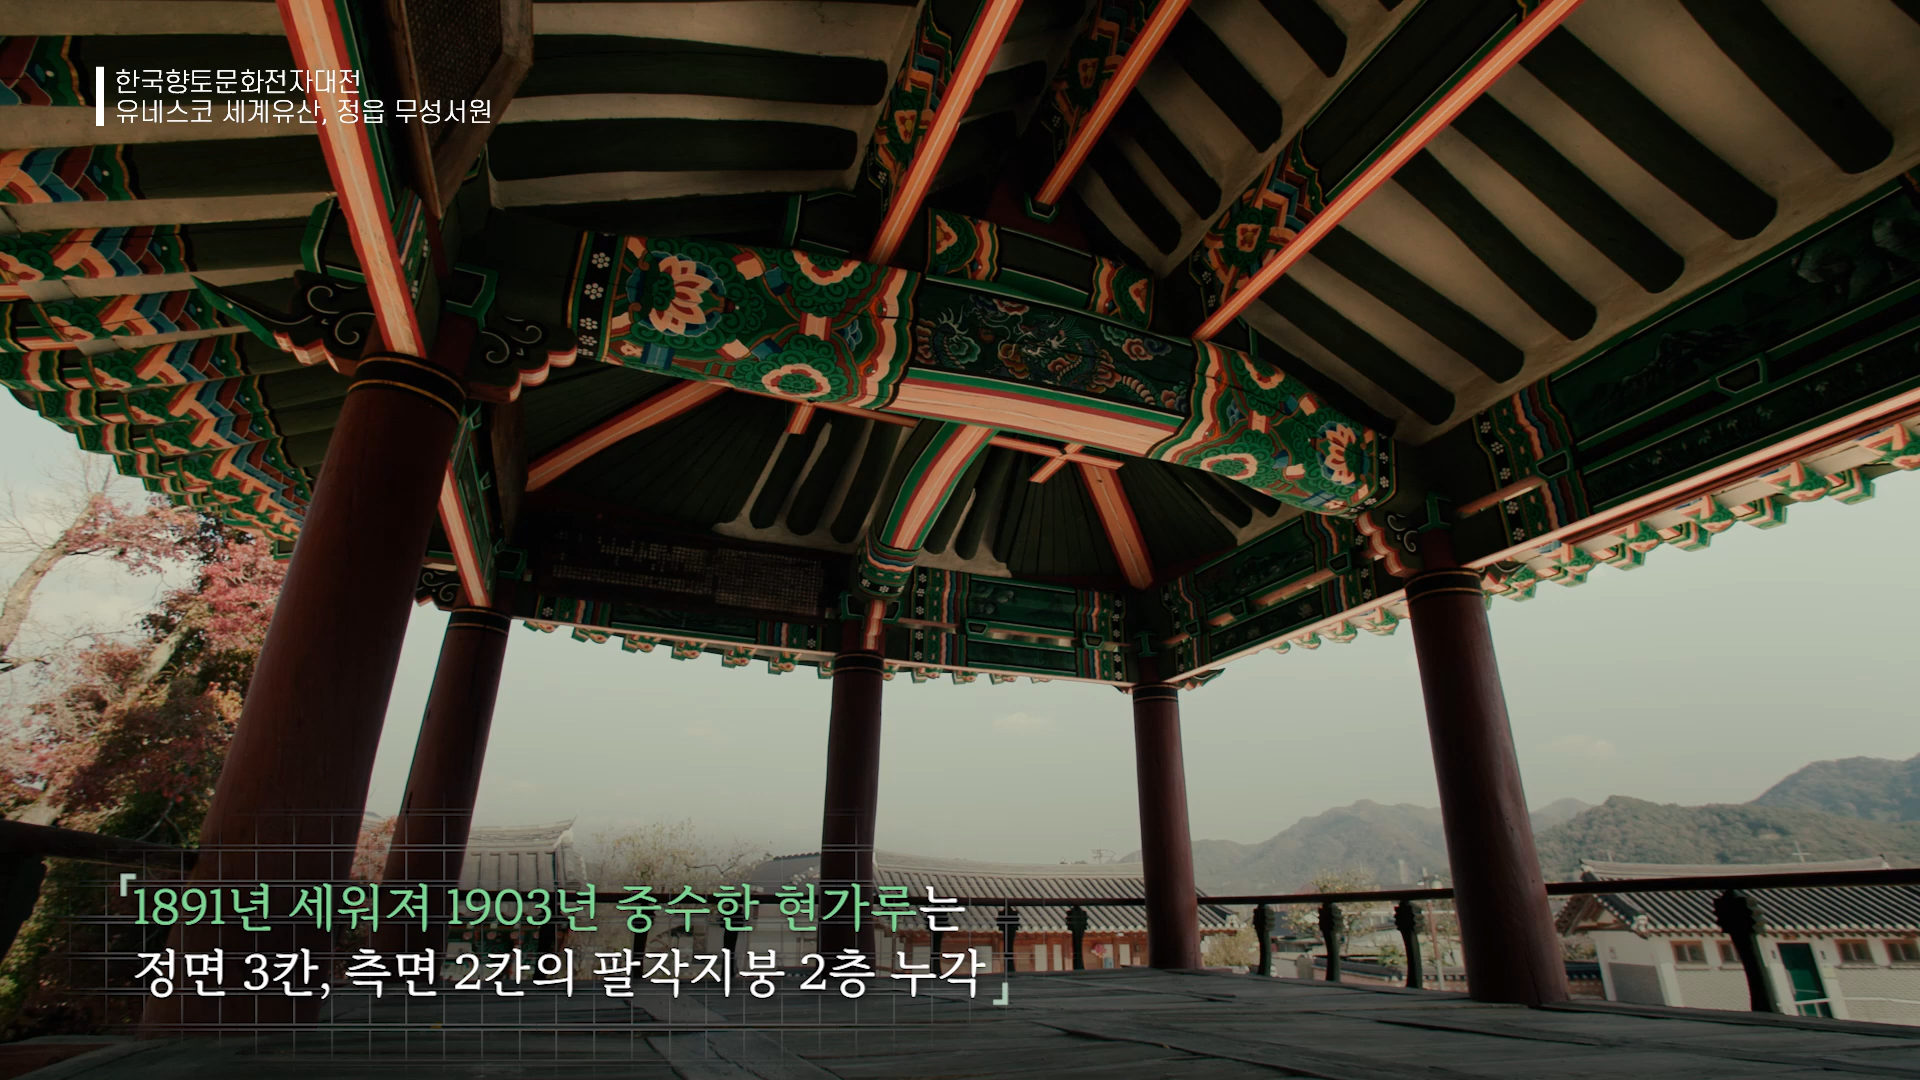 한국향토문화전자대전
유네스코 세계유산, 정읍 무성서원
「1891년 세워져 1903년 중수한 현가루는
정면 3칸, 측면 2칸의 팔작지붕 2층 누각」